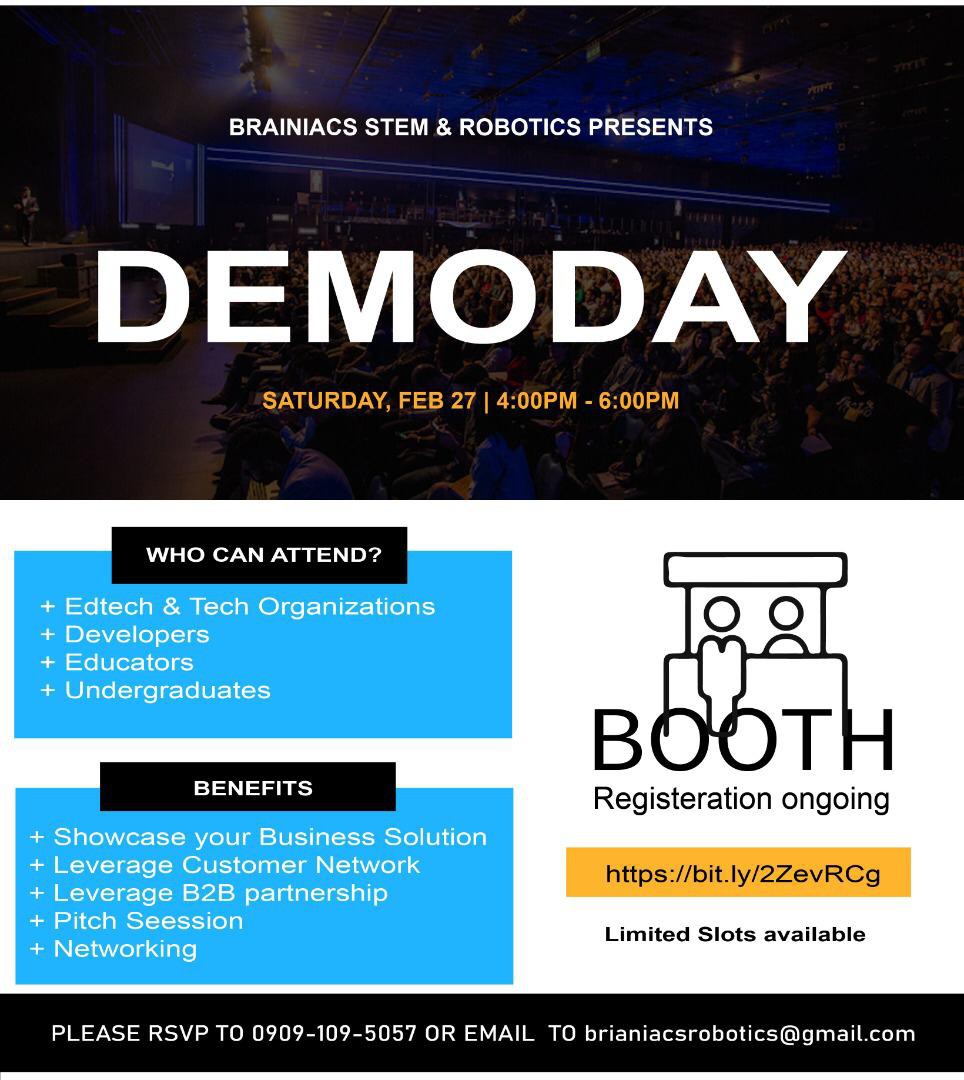 BRAINIACS STEM & ROBOTICS PRESENTS
DEMODAY
SATURDAY, FEB 27 | 4:00PM - 6:00PM
WHO CAN ATTEND?
+ Edtech & Tech Organizations
+ Developers
+ Educators
+ Undergraduates
BENEFITS
+ Showcase your Business Solution
+ Leverage Customer Network
+ Leverage B2B partnership
+ Pitch Seession
+ Networking
BOOTH
Registeration ongoing
https://bit.ly/2ZevRCg
Limited Slots available
PLEASE RSVP TO 0909-109-5057 OR EMAIL  TO brianiacsrobotics@gmail.com